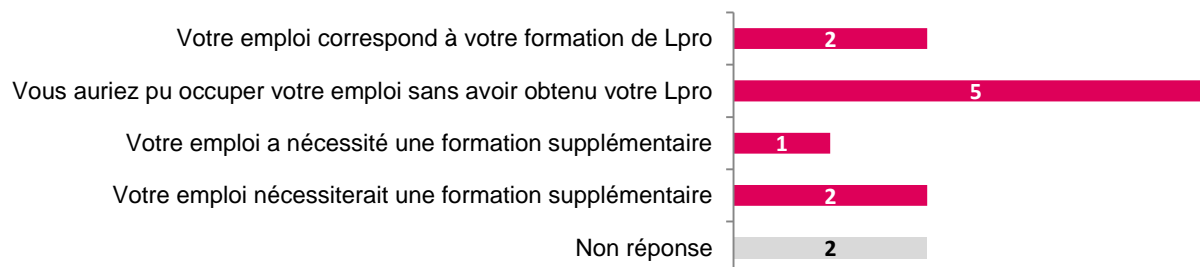 Votre emploi correspond à votre formation de Lpro 2
Vous auriez pu occuper votre emploi sans avoir obtenu votre Lpro 5
Votre emploi a nécessité une formation supplémentaire 1
Votre emploi nécessiterait une formation supplémentaire 2
Non réponse 2